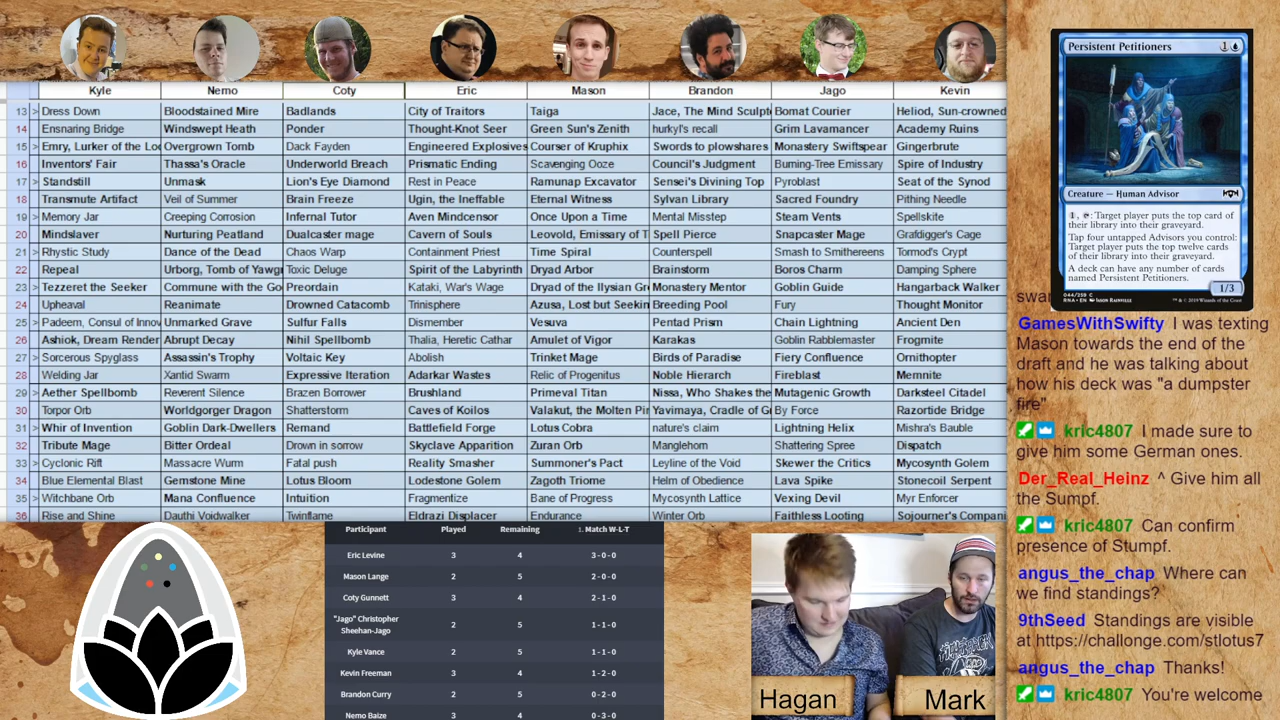 Kyle Nemo Coty Eric Mason Brandon Jago Kevin
13 > Dress Down Bloodstained Mire Badlands City of Traitors Taiga Jace, The Mind Sculpt Bomat Courier Heliod, Sun-crowned
14 Ensnaring Bridge Windswept Heath Ponder Thought-Knot Seer Green Sun's Zenith hurkyl's recall Grim Lavamancer Academy Ruins
15 > Emry, Lurker of the Loc Overgrown Tomb Dack Fayden Engineered Explosives Courser of Kruphix Swords to plowshares Monastery Swiftspear Gingerbrute
16 Inventors' Fair Thassa's Oracle Underworld Breach Prismatic Ending Scavenging Ooze Council's Judgment Burning-Tree Emissary Spire of Industry
17 > Standstill Unmask Lion's Eye Diamond Rest in Peace Ramunap Excavator Sensei's Divining Top Pyroblast Seat of the Synod
18 Transmute Artifact Veil of Summer Brain Freeze Ugin, the Ineffable Eternal Witness Sylvan Library Sacred Foundry Pithing Needle
19 > Memory Jar Creeping Corrosion Infernal Tutor Aven Mindcensor Once Upon a Time Mental Misstep Steam Vents Spellskite
20 Mindslaver Nurturing Peatland Dualcaster mage Cavern of Souls Leovold, Emissary of T Spell Pierce Snapcaster Mage Grafdigger's Cage
21 > Rhystic Study Dance of the Dead Chaos Warp Containment Priest Time Spiral Counterspell Smash to Smithereens Tormod's Crypt
22 Repeal Urborg, Tomb of Yawgr Toxic Deluge Spirit of the Labyrinth Dryad Arbor Brainstorm Boros Charm Damping Sphere
23 > Tezzeret the Seeker Commune with the Go Preordain Kataki, War's Wage Dryad of the Ilysian Gr Monastery Mentor Goblin Guide Hangarback Walker
24 Upheaval Reanimate Drowned Catacomb Trinisphere Azusa, Lost but Seekin Breeding Pool Fury Thought Monitor
25 > Padeem, Consul of Innov Unmarked Grave Sulfur Falls Dismember Vesuva Pentad Prism Chain Lightning Ancient Den
26 Ashiok, Dream Render Abrupt Decay Nihil Spellbomb Thalia, Heretic Cathar Amulet of Vigor Karakas Goblin Rabblemaster Frogmite
27 > Sorcerous Spyglass Assassin's Trophy Voltaic Key Abolish Trinket Mage Birds of Paradise Fiery Confluence Ornithopter
28 Welding Jar Xantid Swarm Expressive Iteration Adarkar Wastes Relic of Progenitus Noble Hierarch Fireblast Memnite
29 > Aether Spellbomb Reverent Silence Brazen Borrower Brushland Primeval Titan Nissa, Who Shakes the Mutagenic Growth Darksteel Citadel
30 Torpor Orb Worldgorger Dragon Shatterstorm Caves of Koilos Valakut, the Molten Pir Yavimaya, Cradle of G By Force Razortide Bridge
31 > Whir of Invention Goblin Dark-Dwellers Remand Battlefield Forge Lotus Cobra nature's claim Lightning Helix Mishra's Bauble
32 Tribute Mage Bitter Ordeal Drown in sorrow Skyclave Apparition Zuran Orb Manglehorn Shattering Spree Dispatch
33 > Cyclonic Rift Massacre Wurm Fatal push Reality Smasher Summoner's Pact Leyline of the Void Skewer the Critics Mycosynth Golem
34 Blue Elemental Blast Gemstone Mine Lotus Bloom Lodestone Golem Zagoth Triome Helm of Obedience Lava Spike Stonecoil Serpent
35 > Witchbane Orb Mana Confluence Intuition Fragmentize Bane of Progress Mycosynth Lattice Vexing Devil Myr Enforcer
36 Rise and Shine Dauthi Voidwalker Twinflame Eldrazi Displacer Endurance Winter Orb Faithless Looting Sojourner's Compani
Participant Played Remaining Match W-L-T
Eric Levine 3 4 3-0-0
Mason Lange 2 5 2-0-0
Coty Gunnett 3 4 2-1-0
"Jago" Christopher
Sheehan-Jago 2 5 1-1-0
Kyle Vance 2 5 1-1-0
Kevin Freeman 3 4 1-2-0
Brandon Curry 2 5 0-2-0
Nemo Baize 3 4 0-3-0
Hagan
Mark
Persistent Petitioners 1
Creature — Human Advisor
1, : Target player puts the top card of
their library into their graveyard.
Tap four untapped Advisors you control:
Target player puts the top twelve cards
of their library into their graveyard.
A deck can have any number of cards
named Persistent Petitioners.
1/3
swar
GamesWithSwifty I was texting
Mason towards the end of the
draft and he was talking about
how his deck was "a dumpster
fire"
kric4807 I made sure to
give him some German ones.
Der_Real_Heinz ^ Give him all
the Sumpf.
kric4807 Can confirm
presence of Stumpf.
angus_the_chap Where can
we find standings?
9thSeed Standings are visible
at https://challonge.com/stlotus7
angus_the_chap Thanks!
kric4807 You're welcome